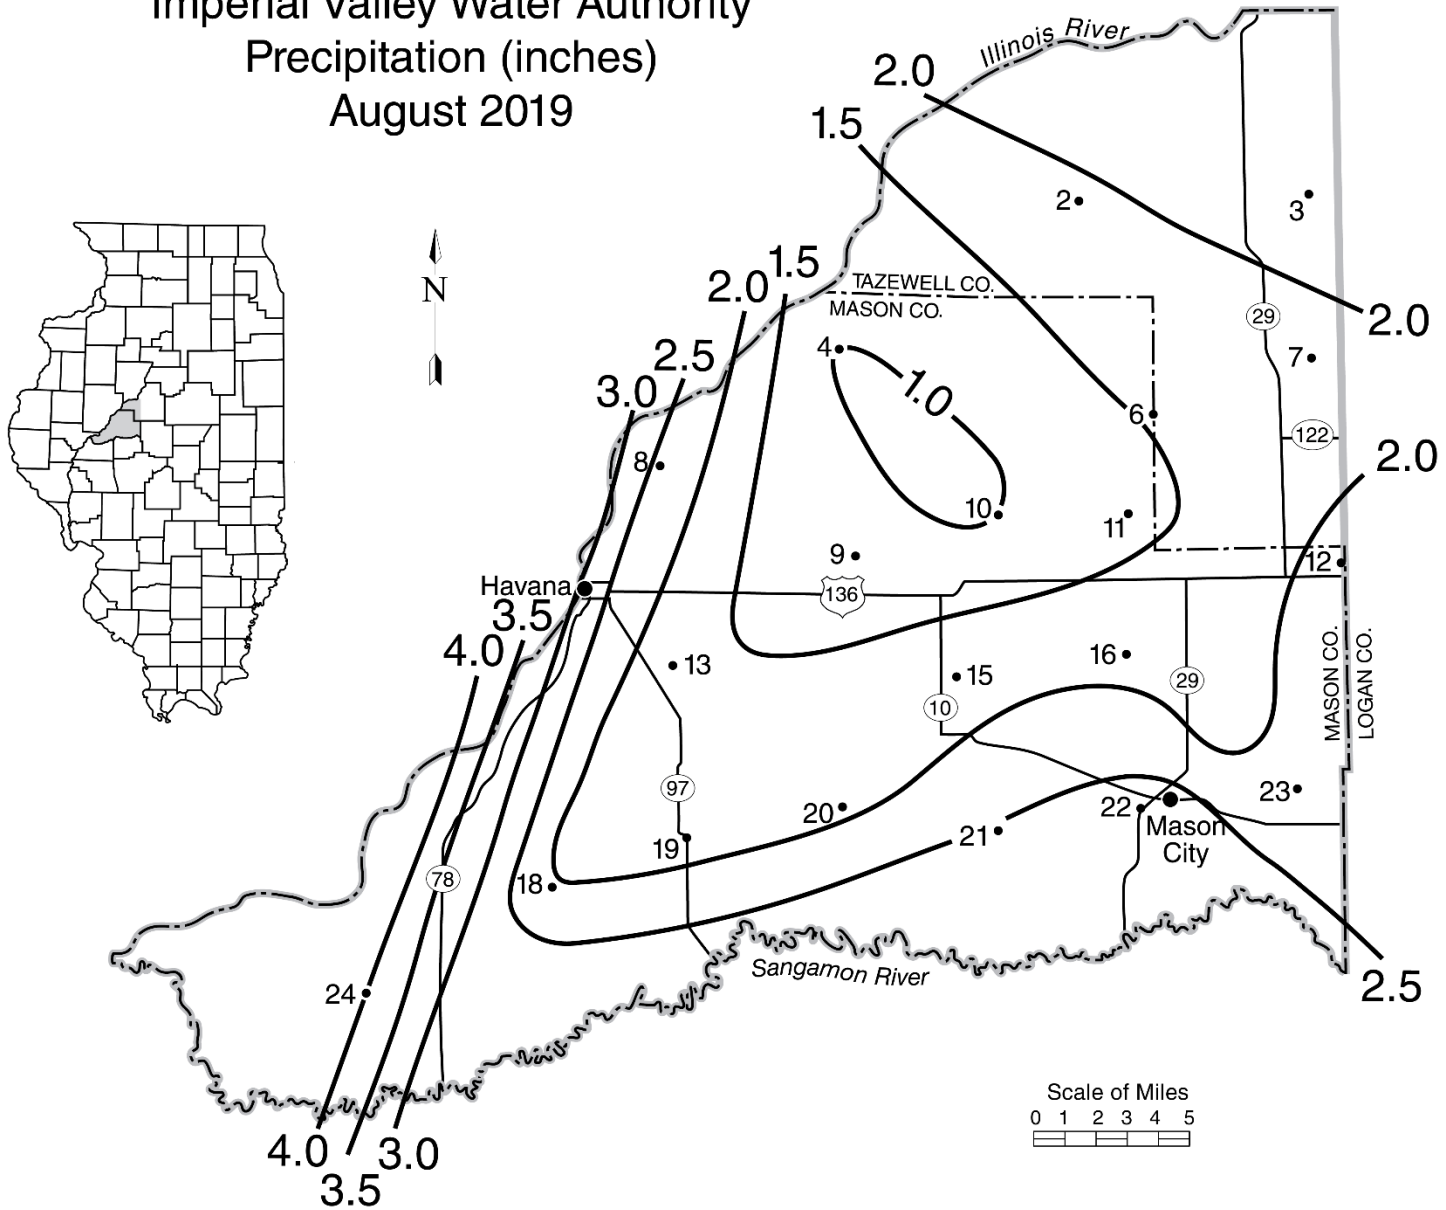 Imperial Valley Water Authority
Precipitation (inches)
August 2019
Illinois River
2.0
1.5
2
3
N
TAZEWELL CO.
MASON CO.
1.5
2.0
2.5
3.0
4
1.0
29
2.0
7
6
122
2.0
8
10
11
9
12
Havana
136
3.5
4.0
13
16
15
29
10
MASON CO.
LOGAN CO.
97
20
21
22
23
Mason
City
19
18
78
Sangamon River
24
2.5
4.0
3.5
3.0
Scale of Miles
0 1 2 3 4 5